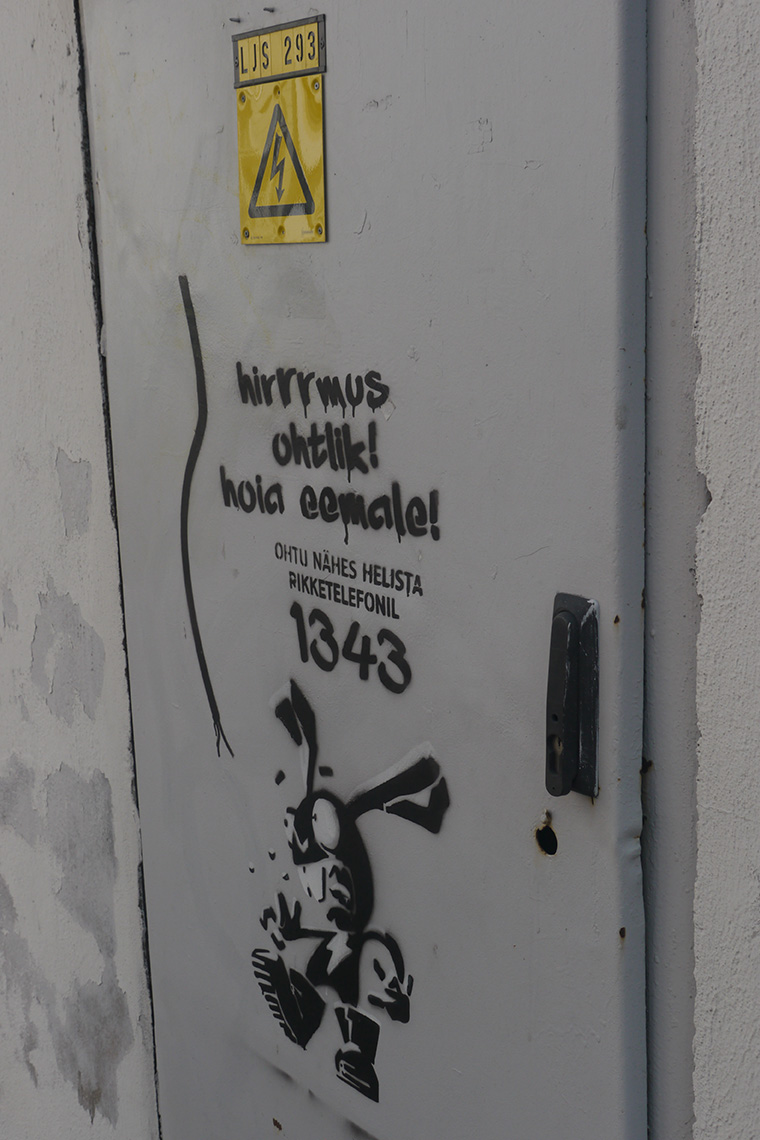 LJS 293
hirrrmus
ohtlik!
hoia eemale!
OHTU NÄHES HELISTA
RIKKETELEFONIL
1343